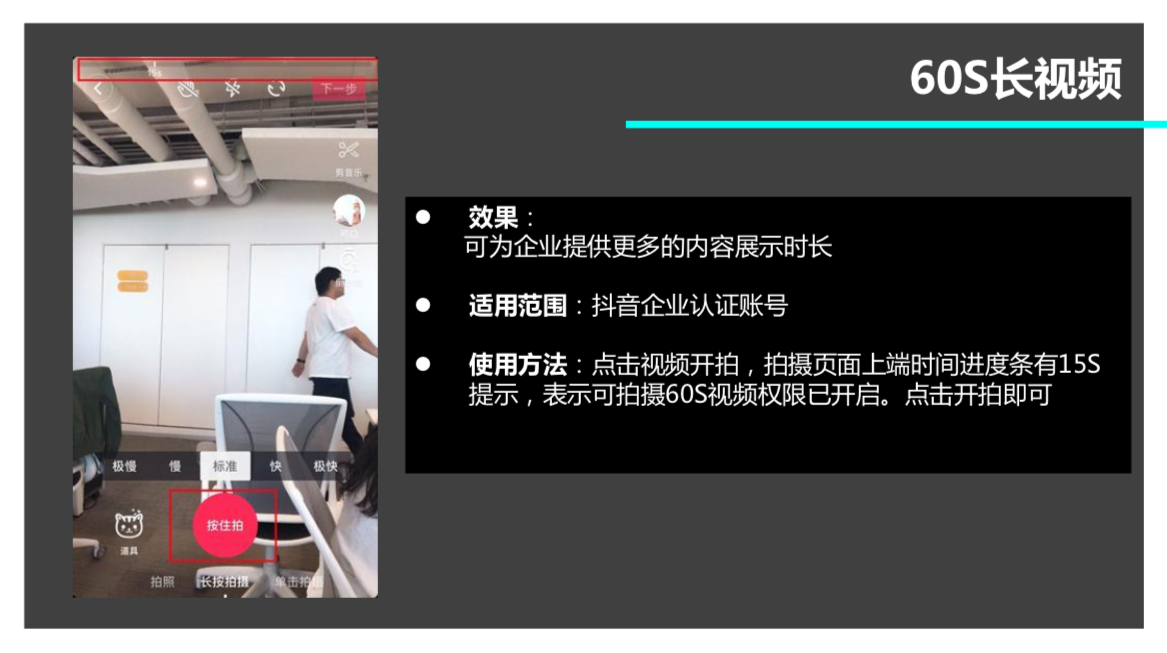 60S长视频
15s
下一步
剪音乐
极慢 慢 标准 快 极快
按住拍
道具
拍照 长按拍摄 单击拍摄
● 效果：
可为企业提供更多的内容展示时长
● 适用范围：抖音企业认证账号
● 使用方法：点击视频开拍，拍摄页面上端时间进度条有15S
提示，表示可拍摄60S视频权限已开启。点击开拍即可